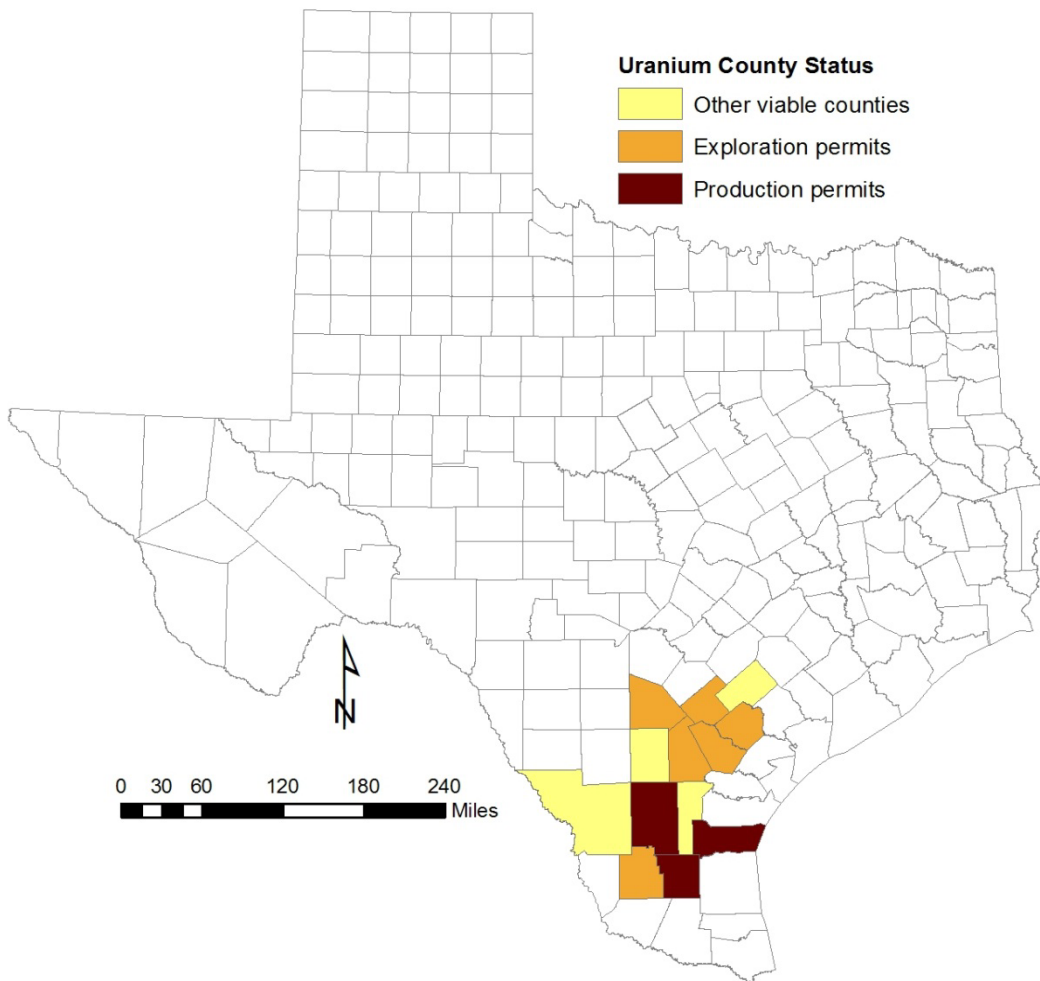 Uranium County Status
Other viable counties
Exploration permits
Production permits
N
0 30 60 120 180 240
Miles